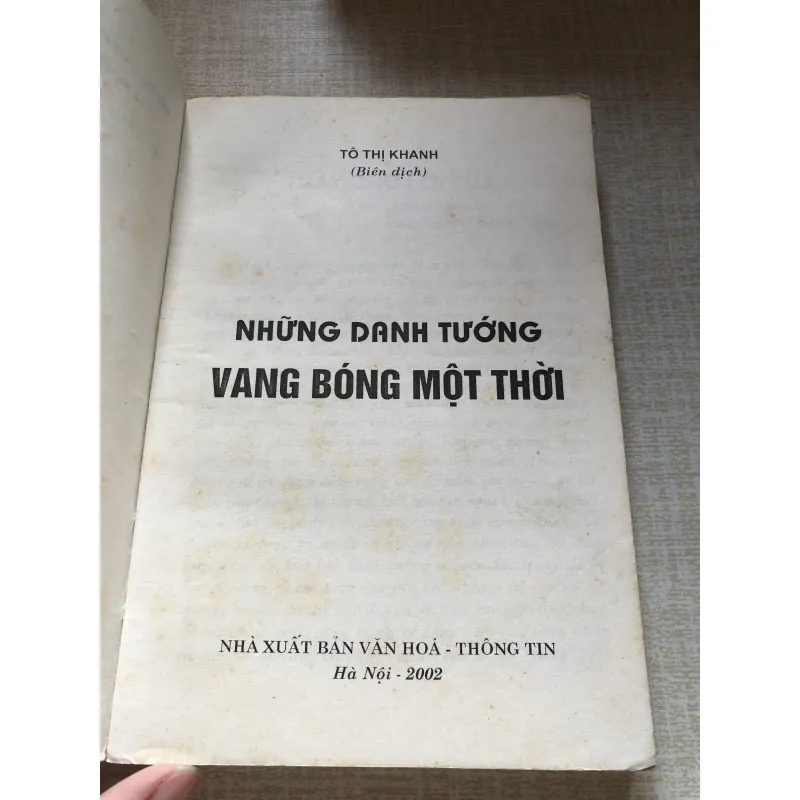 TÔ THỊ KHANH
(Biên dịch)
NHỮNG DANH TƯỚNG
VANG BÓNG MỘT THỜI
NHÀ XUẤT BẢN VĂN HOÁ - THÔNG TIN
Hà Nội - 2002